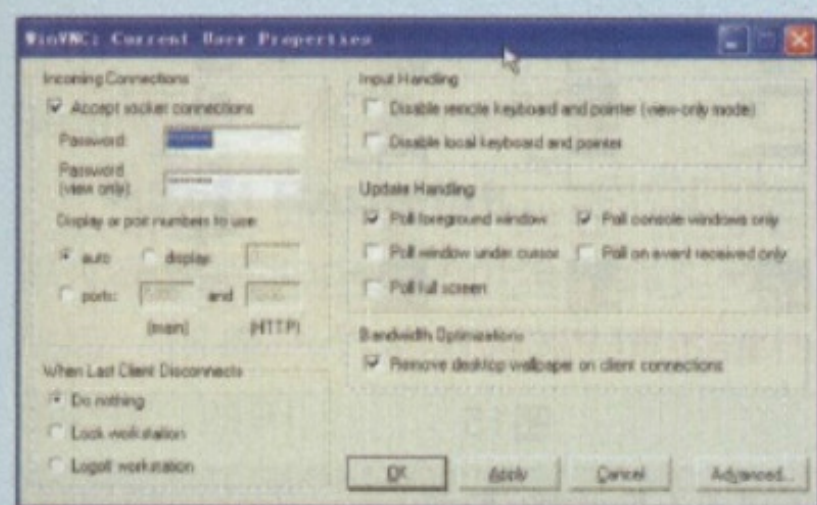 WinVNC: Current User Properties
Incoming Connections
Accept socket connections
Password:
Password
(view only):
Display or port numbers to use:
auto
display:
ports:
and
(main)
(HTTP)
When Last Client Disconnects
Do nothing
Lock workstation
Logoff workstation
Input Handling
Disable remote keyboard and pointer (view-only mode)
Disable local keyboard and pointer
Update Handling
Poll foreground window
Poll console windows only
Poll window under cursor
Poll on event received only
Poll full screen
Bandwidth Optimizations
Remove desktop wallpaper on client connections
OK
Apply
Cancel
Advanced...